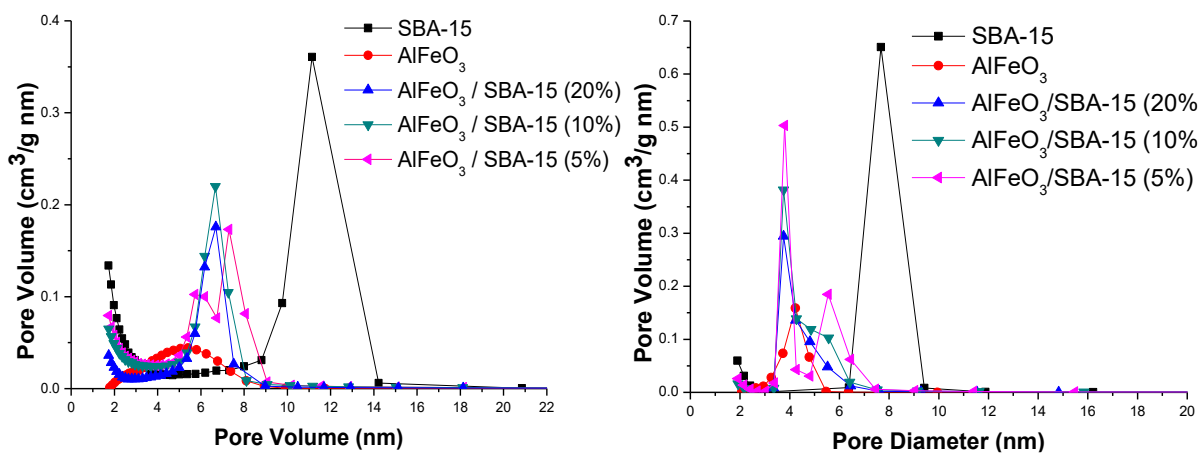 0.4
0.3
0.2
0.1
0.0
0 2 4 6 8 10 12 14 16 18 20 22
Pore Volume (cm³/g nm)
Pore Volume (nm)
SBA-15
AlFeO₃
AlFeO₃ / SBA-15 (20%)
AlFeO₃ / SBA-15 (10%)
AlFeO₃ / SBA-15 (5%)
0.7
0.6
0.5
0.4
0.3
0.2
0.1
0.0
0 2 4 6 8 10 12 14 16 18 20
Pore Volume (cm³/g nm)
Pore Diameter (nm)
SBA-15
AlFeO₃
AlFeO₃/SBA-15 (20%
AlFeO₃/SBA-15 (10%
AlFeO₃/SBA-15 (5%)